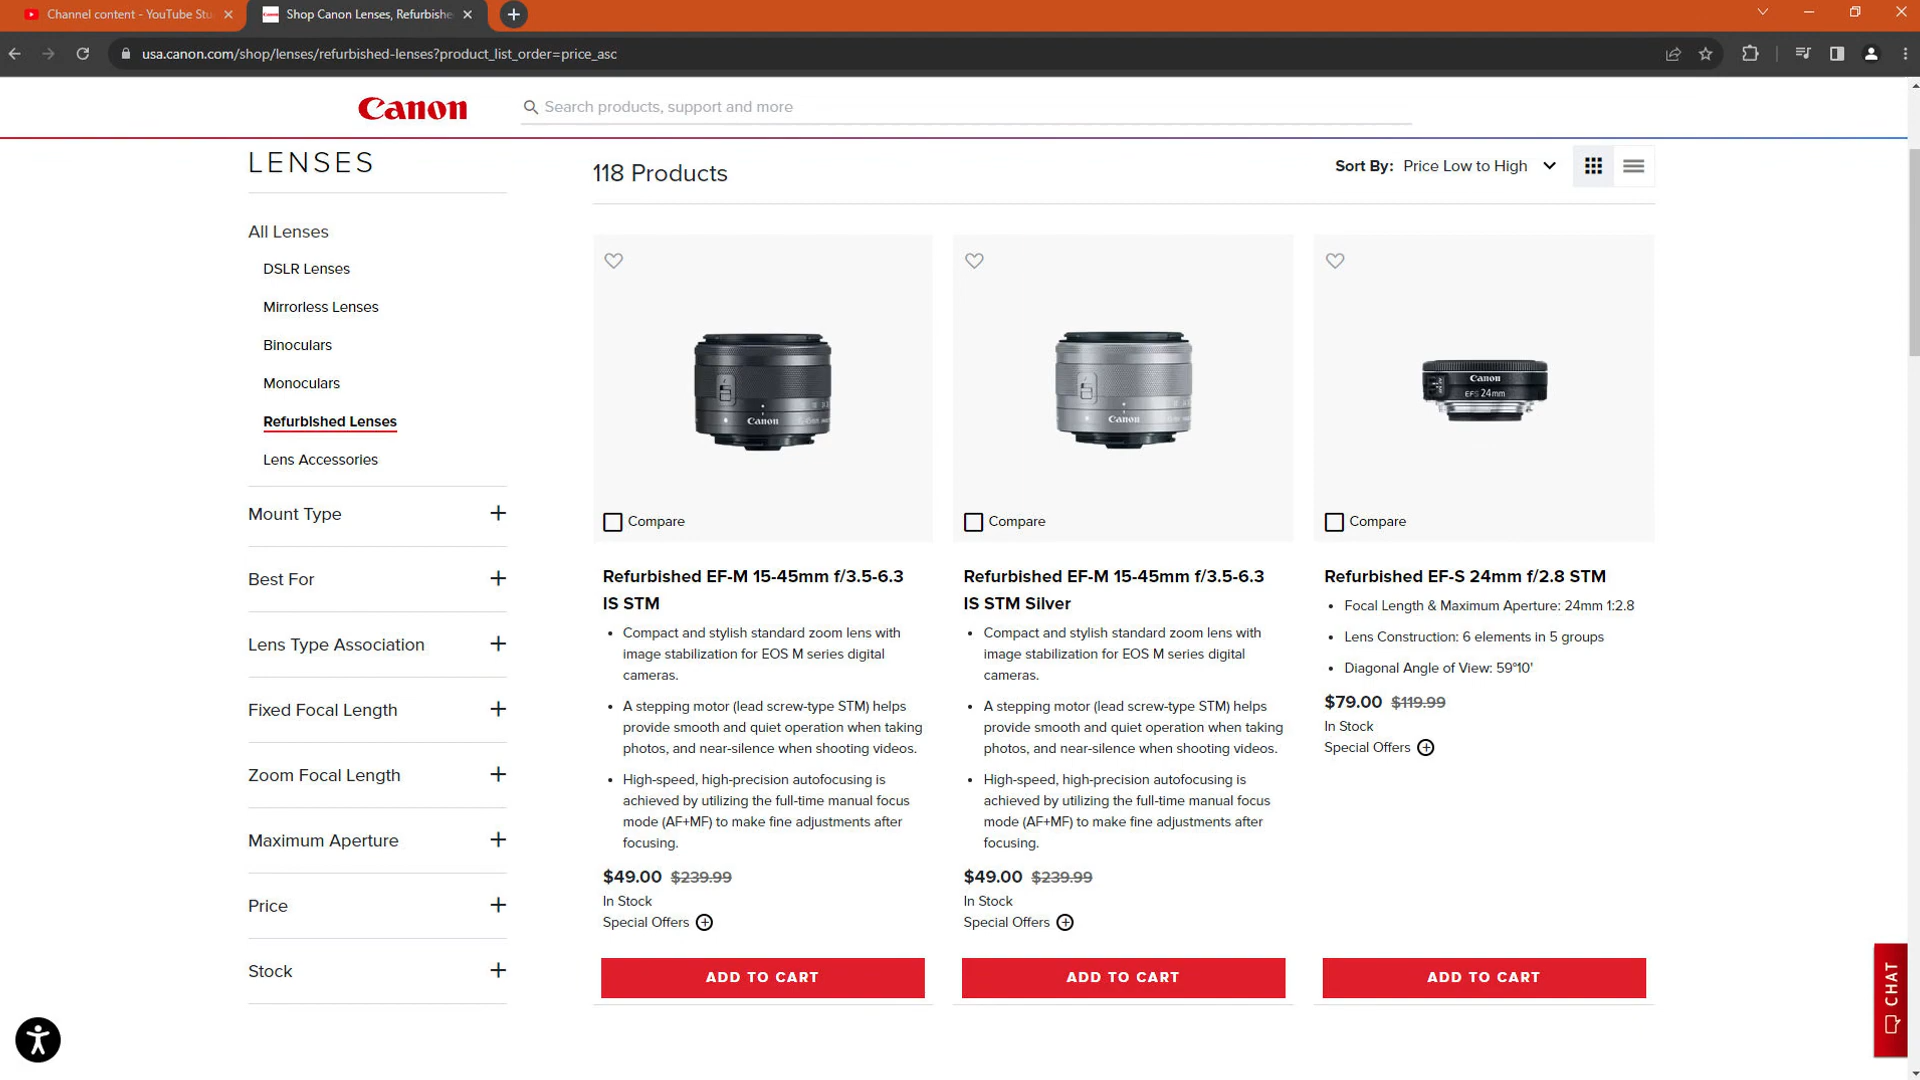 Channel content - YouTube Stu
Shop Canon Lenses, Refurbishe
usa.canon.com/shop/lenses/refurbished-lenses?product_list_order=price_asc
Canon
Search products, support and more
LENSES
118 Products
Sort By: Price Low to High
All Lenses
DSLR Lenses
Mirrorless Lenses
Binoculars
Monoculars
Refurbished Lenses
Lens Accessories
Mount Type
Best For
Lens Type Association
Fixed Focal Length
Zoom Focal Length
Maximum Aperture
Price
Stock
Canon
Compare
Refurbished EF-M 15-45mm f/3.5-6.3
IS STM
• Compact and stylish standard zoom lens with
image stabilization for EOS M series digital
cameras.
• A stepping motor (lead screw-type STM) helps
provide smooth and quiet operation when taking
photos, and near-silence when shooting videos.
• High-speed, high-precision autofocusing is
achieved by utilizing the full-time manual focus
mode (AF+MF) to make fine adjustments after
focusing.
$49.00 $239.99
In Stock
Special Offers
ADD TO CART
Canon
Compare
Refurbished EF-M 15-45mm f/3.5-6.3
IS STM Silver
• Compact and stylish standard zoom lens with
image stabilization for EOS M series digital
cameras.
• A stepping motor (lead screw-type STM) helps
provide smooth and quiet operation when taking
photos, and near-silence when shooting videos.
• High-speed, high-precision autofocusing is
achieved by utilizing the full-time manual focus
mode (AF+MF) to make fine adjustments after
focusing.
$49.00 $239.99
In Stock
Special Offers
ADD TO CART
Canon
EFS 24mm
Compare
Refurbished EF-S 24mm f/2.8 STM
• Focal Length & Maximum Aperture: 24mm 1:2.8
• Lens Construction: 6 elements in 5 groups
• Diagonal Angle of View: 59°10'
$79.00 $119.99
In Stock
Special Offers
ADD TO CART
CHAT